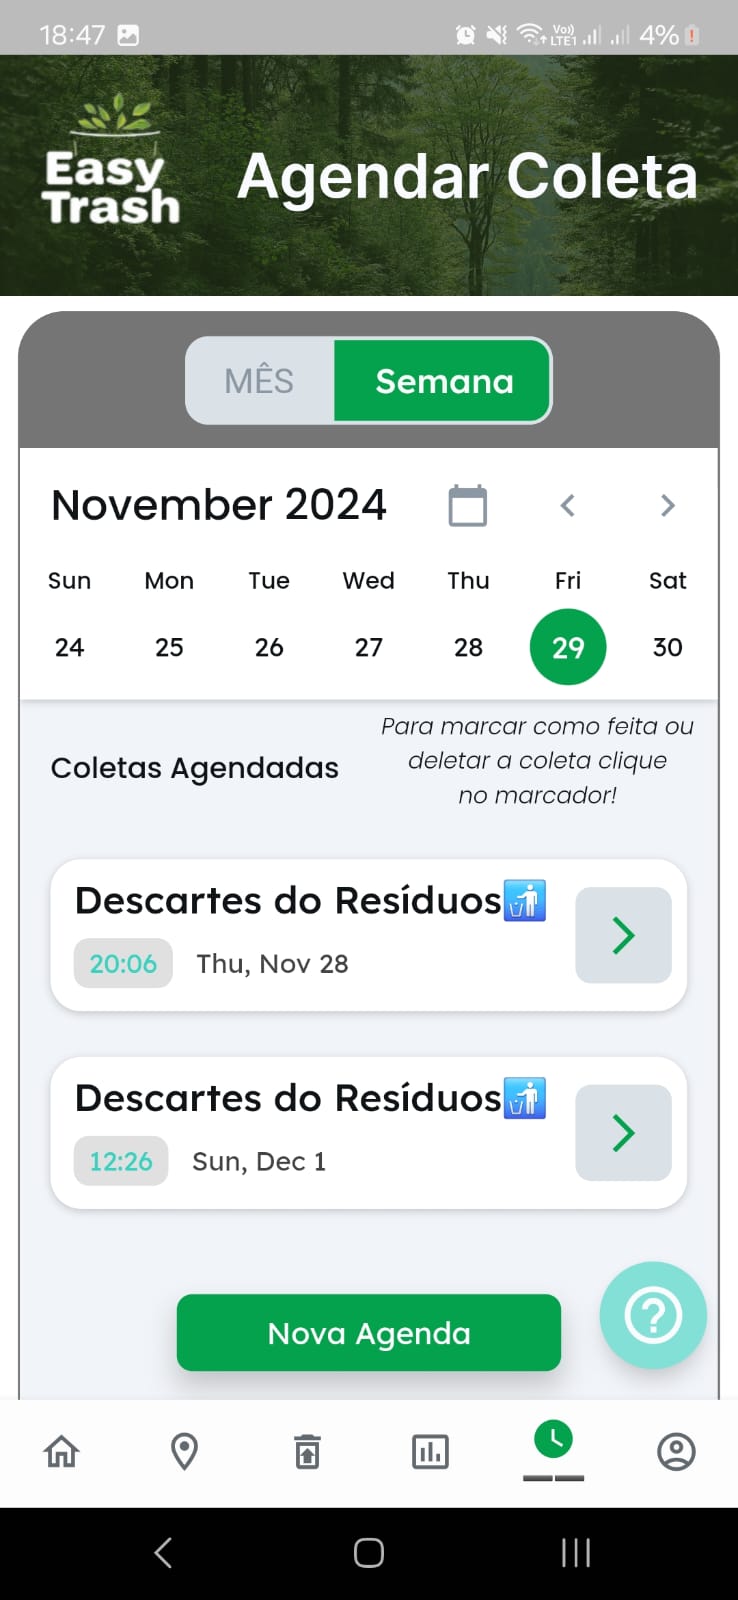 18:47 Vo)) LTE1 4%
Easy
Trash
Agendar Coleta
MÊS Semana
November 2024
Sun Mon Tue Wed Thu Fri Sat
24 25 26 27 28 29 30
Coletas Agendadas
Para marcar como feita ou
deletar a coleta clique
no marcador!
Descartes do Resíduos🚮
20:06 Thu, Nov 28
Descartes do Resíduos🚮
12:26 Sun, Dec 1
Nova Agenda
?